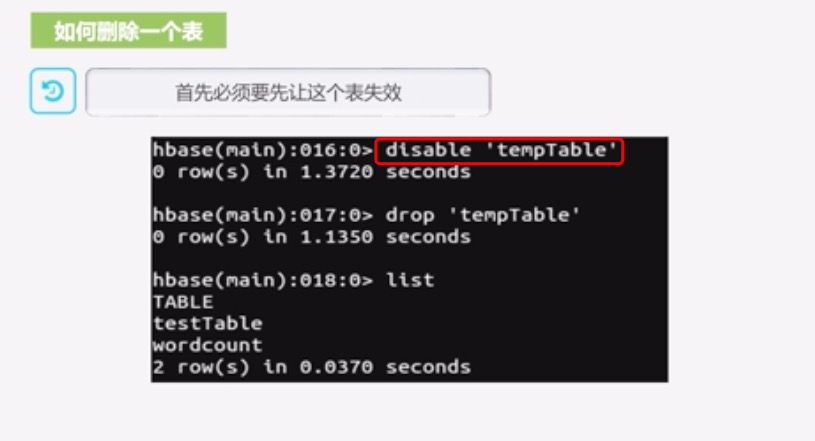 如何删除一个表
首先必须要先让这个表失效
hbase(main):016:0> disable 'tempTable'
0 row(s) in 1.3720 seconds
hbase(main):017:0> drop 'tempTable'
0 row(s) in 1.1350 seconds
hbase(main):018:0> list
TABLE
testTable
wordcount
2 row(s) in 0.0370 seconds